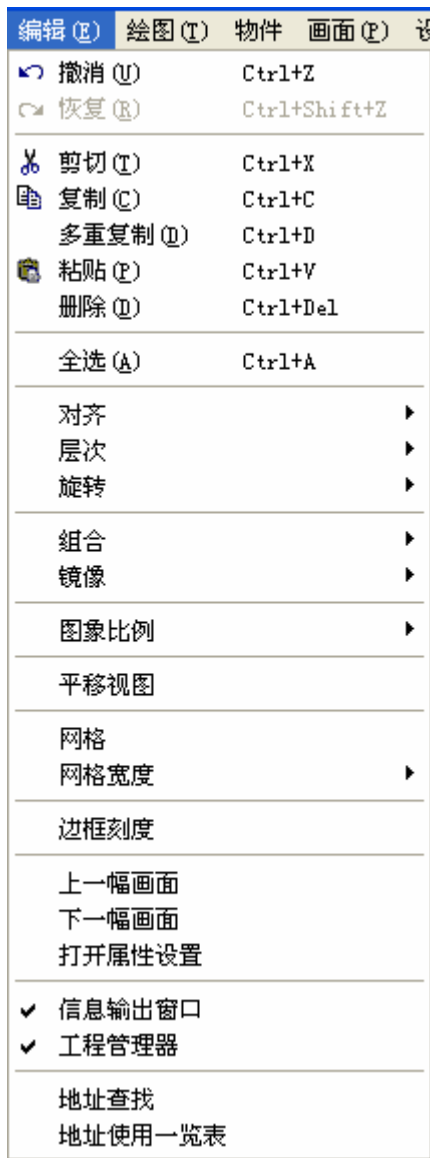 编辑(E) 绘图(T) 物件 画面(P)
撤消(U) Ctrl+Z
恢复(R) Ctrl+Shift+Z
剪切(T) Ctrl+X
复制(C) Ctrl+C
多重复制(D) Ctrl+D
粘贴(P) Ctrl+V
删除(D) Ctrl+Del
全选(A) Ctrl+A
对齐
层次
旋转
组合
镜像
图象比例
平移视图
网格
网格宽度
边框刻度
上一幅画面
下一幅画面
打开属性设置
信息输出窗口
工程管理器
地址查找
地址使用一览表